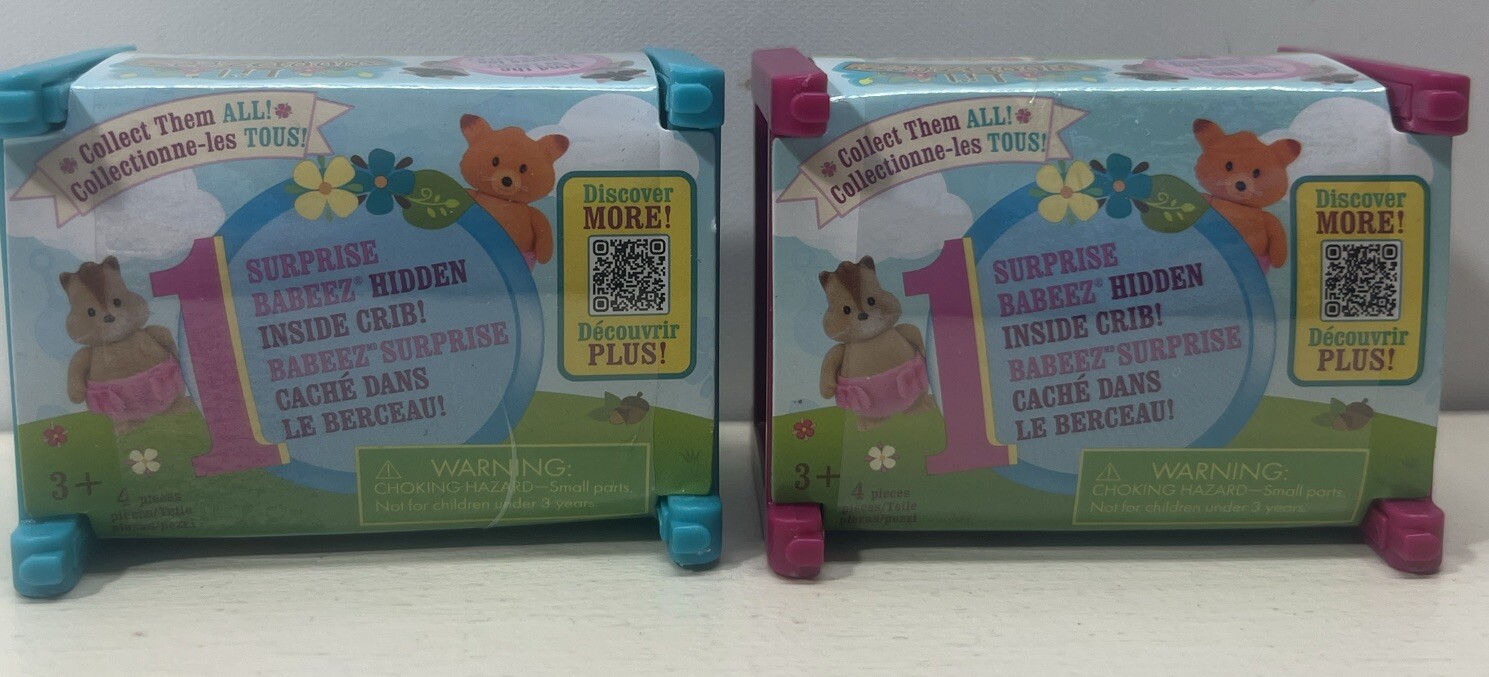 Collect Them ALL!
Collectionne-les TOUS!
Discover
MORE!
Découvrir
PLUS!
1
SURPRISE
BABEEZ® HIDDEN
INSIDE CRIB!
BABEEZ SURPRISE
CACHÉ DANS
LE BERCEAU!
3+
4 pieces
WARNING:
CHOKING HAZARD—Small parts.
Not for children under 3 years.
Collect Them ALL!
Collectionne-les TOUS!
Discover
MORE!
Découvrir
PLUS!
1
SURPRISE
BABEEZ® HIDDEN
INSIDE CRIB!
BABEEZ SURPRISE
CACHÉ DANS
LE BERCEAU!
3+
4 pieces
WARNING:
CHOKING HAZARD—Small parts.
Not for children under 3 years.